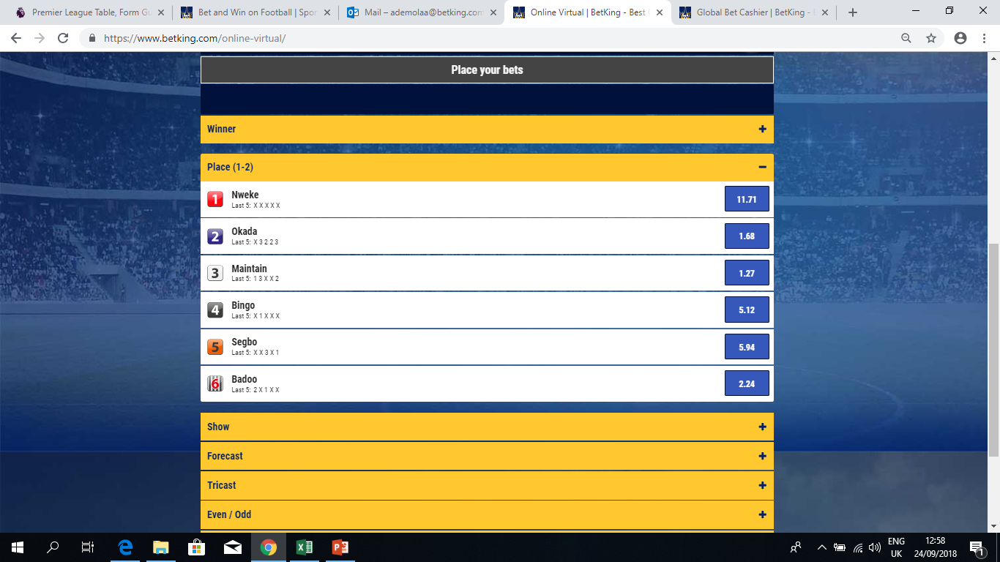 Premier League Table, Form Gu
Bet and Win on Football | Spor
Mail – ademolaa@betking.com
Online Virtual | BetKing - Best
Global Bet Cashier | BetKing -
https://www.betking.com/online-virtual/
Place your bets
Winner
Place (1-2)
1 Nweke 11.71
Last 5: X X X X X
2 Okada 1.68
Last 5: X 3 2 2 3
3 Maintain 1.27
Last 5: 1 3 X X 2
4 Bingo 5.12
Last 5: X 1 X X X
5 Segbo 5.94
Last 5: X X 3 X 1
6 Badoo 2.24
Last 5: 2 X 1 X X
Show
Forecast
Tricast
Even / Odd
ENG
UK
12:58
24/09/2018
1